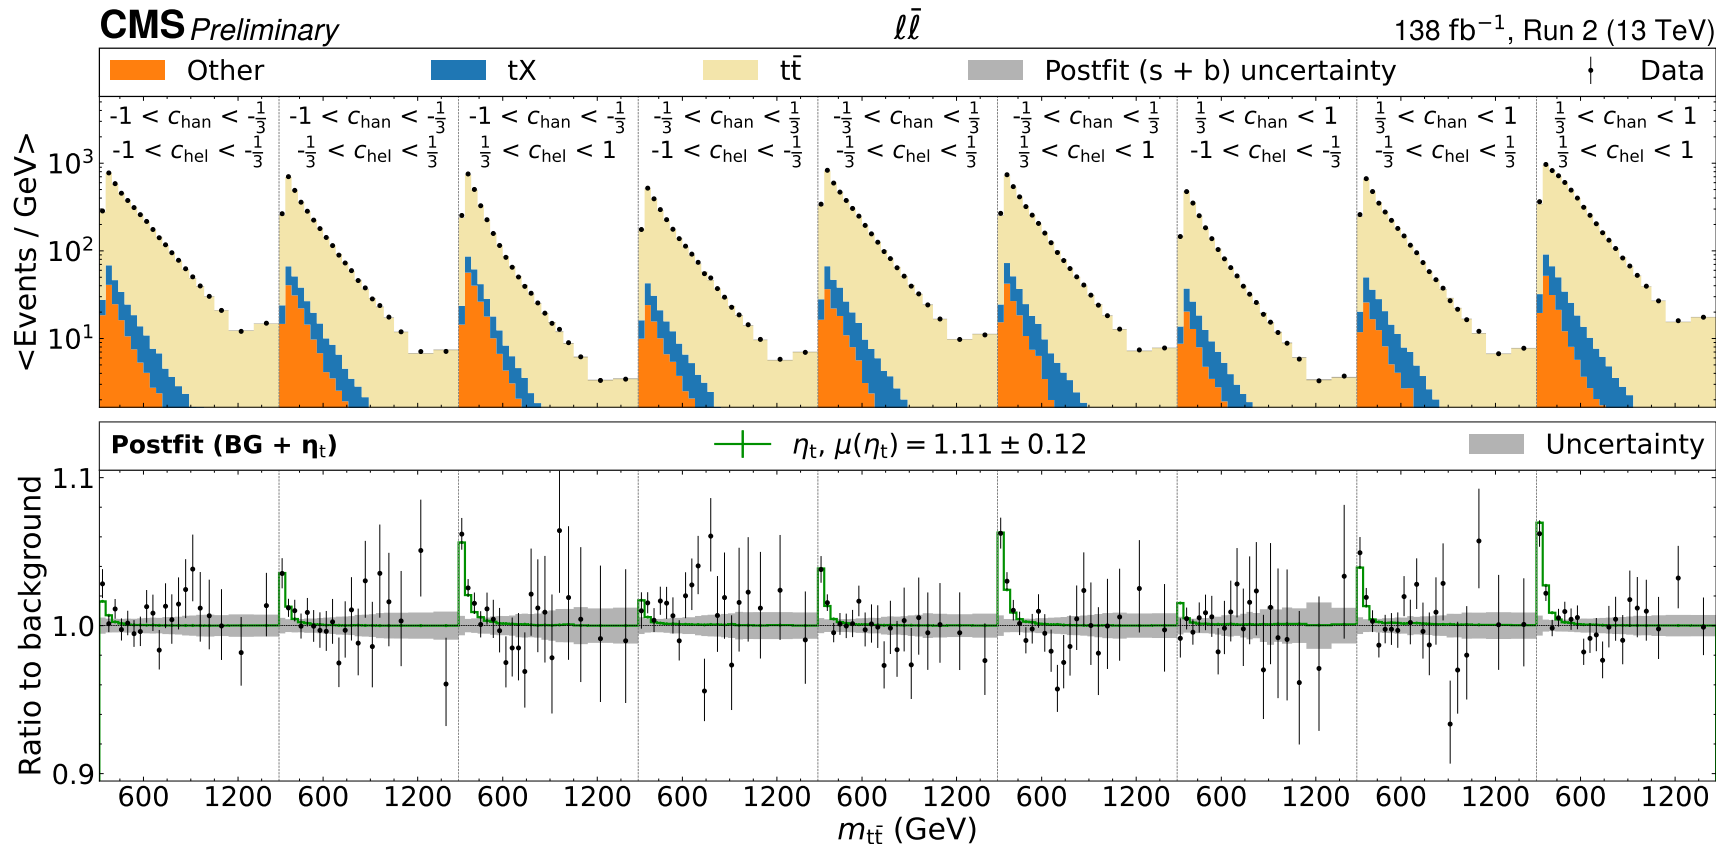 CMS Preliminary ℓℓ̄ 138 fb⁻¹, Run 2 (13 TeV)
Other tX tt̄ Postfit (s + b) uncertainty Data
-1 < c_han < -1/3 -1 < c_han < -1/3 -1 < c_han < -1/3 -1/3 < c_han < 1/3 -1/3 < c_han < 1/3 -1/3 < c_han < 1/3 1/3 < c_han < 1 1/3 < c_han < 1 1/3 < c_han < 1
-1 < c_hel < -1/3 -1/3 < c_hel < 1/3 1/3 < c_hel < 1 -1 < c_hel < -1/3 -1/3 < c_hel < 1/3 1/3 < c_hel < 1 -1 < c_hel < -1/3 -1/3 < c_hel < 1/3 1/3 < c_hel < 1
<Events / GeV>
10³
10²
10¹
Postfit (BG + η_t) η_t, μ(η_t) = 1.11 ± 0.12 Uncertainty
Ratio to background
1.1
1.0
0.9
600 1200 600 1200 600 1200 600 1200 600 1200 600 1200 600 1200 600 1200 600 1200
m_tt̄ (GeV)